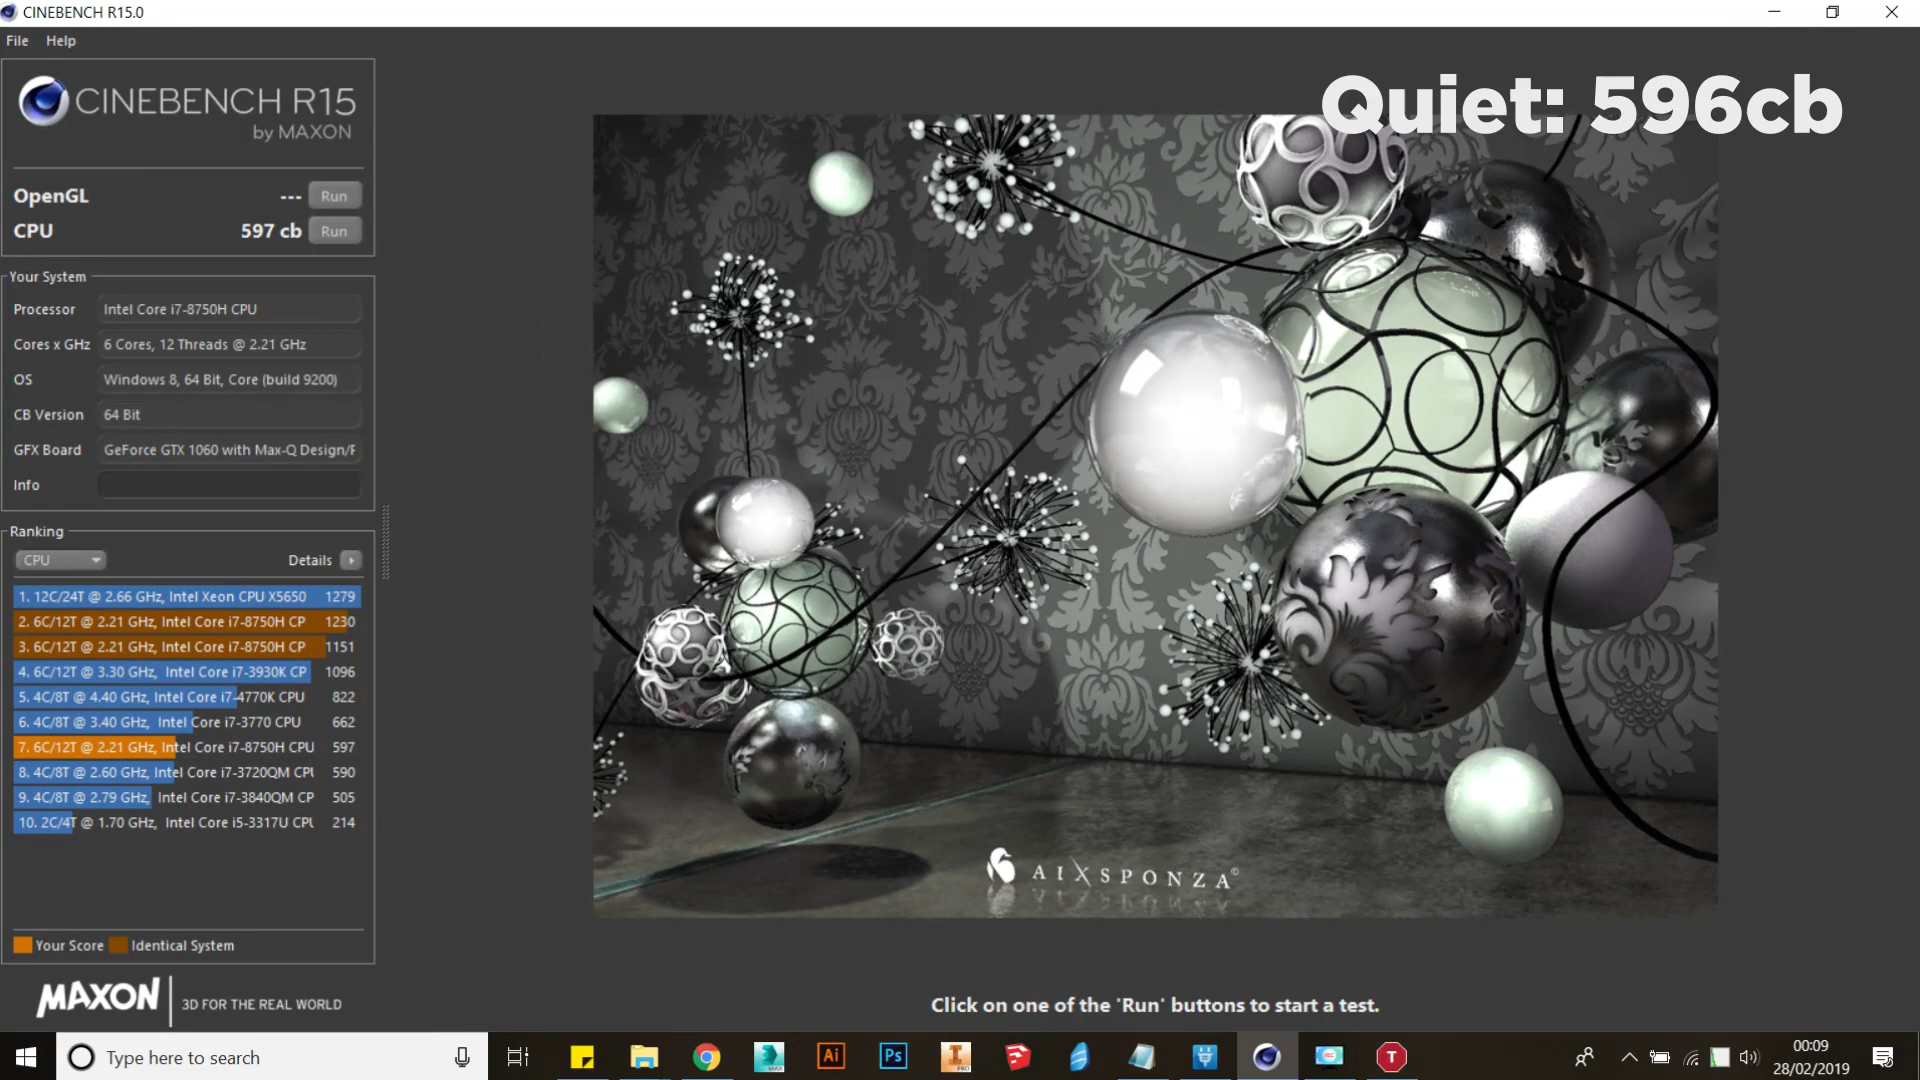 CINEBENCH R15.0
File Help
Quiet: 596cb
CINEBENCH R15
by MAXON
OpenGL --- Run
CPU 597 cb Run
Your System
Processor Intel Core i7-8750H CPU
Cores x GHz 6 Cores, 12 Threads @ 2.21 GHz
OS Windows 8, 64 Bit, Core (build 9200)
CB Version 64 Bit
GFX Board GeForce GTX 1060 with Max-Q Design/F
Info
Ranking
CPU Details
1. 12C/24T @ 2.66 GHz, Intel Xeon CPU X5650 1279
2. 6C/12T @ 2.21 GHz, Intel Core i7-8750H CP 1230
3. 6C/12T @ 2.21 GHz, Intel Core i7-8750H CP 1151
4. 6C/12T @ 3.30 GHz, Intel Core i7-3930K CP 1096
5. 4C/8T @ 4.40 GHz, Intel Core i7-4770K CPU 822
6. 4C/8T @ 3.40 GHz, Intel Core i7-3770 CPU 662
7. 6C/12T @ 2.21 GHz, Intel Core i7-8750H CPU 597
8. 4C/8T @ 2.60 GHz, Intel Core i7-3720QM CPU 590
9. 4C/8T @ 2.79 GHz, Intel Core i7-3840QM CP 505
10. 2C/4T @ 1.70 GHz, Intel Core i5-3317U CPU 214
Your Score Identical System
AIXSPONZA©
MAXON 3D FOR THE REAL WORLD
Click on one of the 'Run' buttons to start a test.
Type here to search
MAX
Ai
Ps
I
PRO
T
00:09
28/02/2019